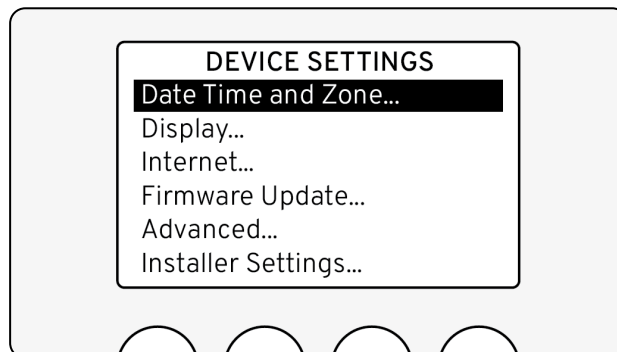 DEVICE SETTINGS
Date Time and Zone...
Display...
Internet...
Firmware Update...
Advanced...
Installer Settings...